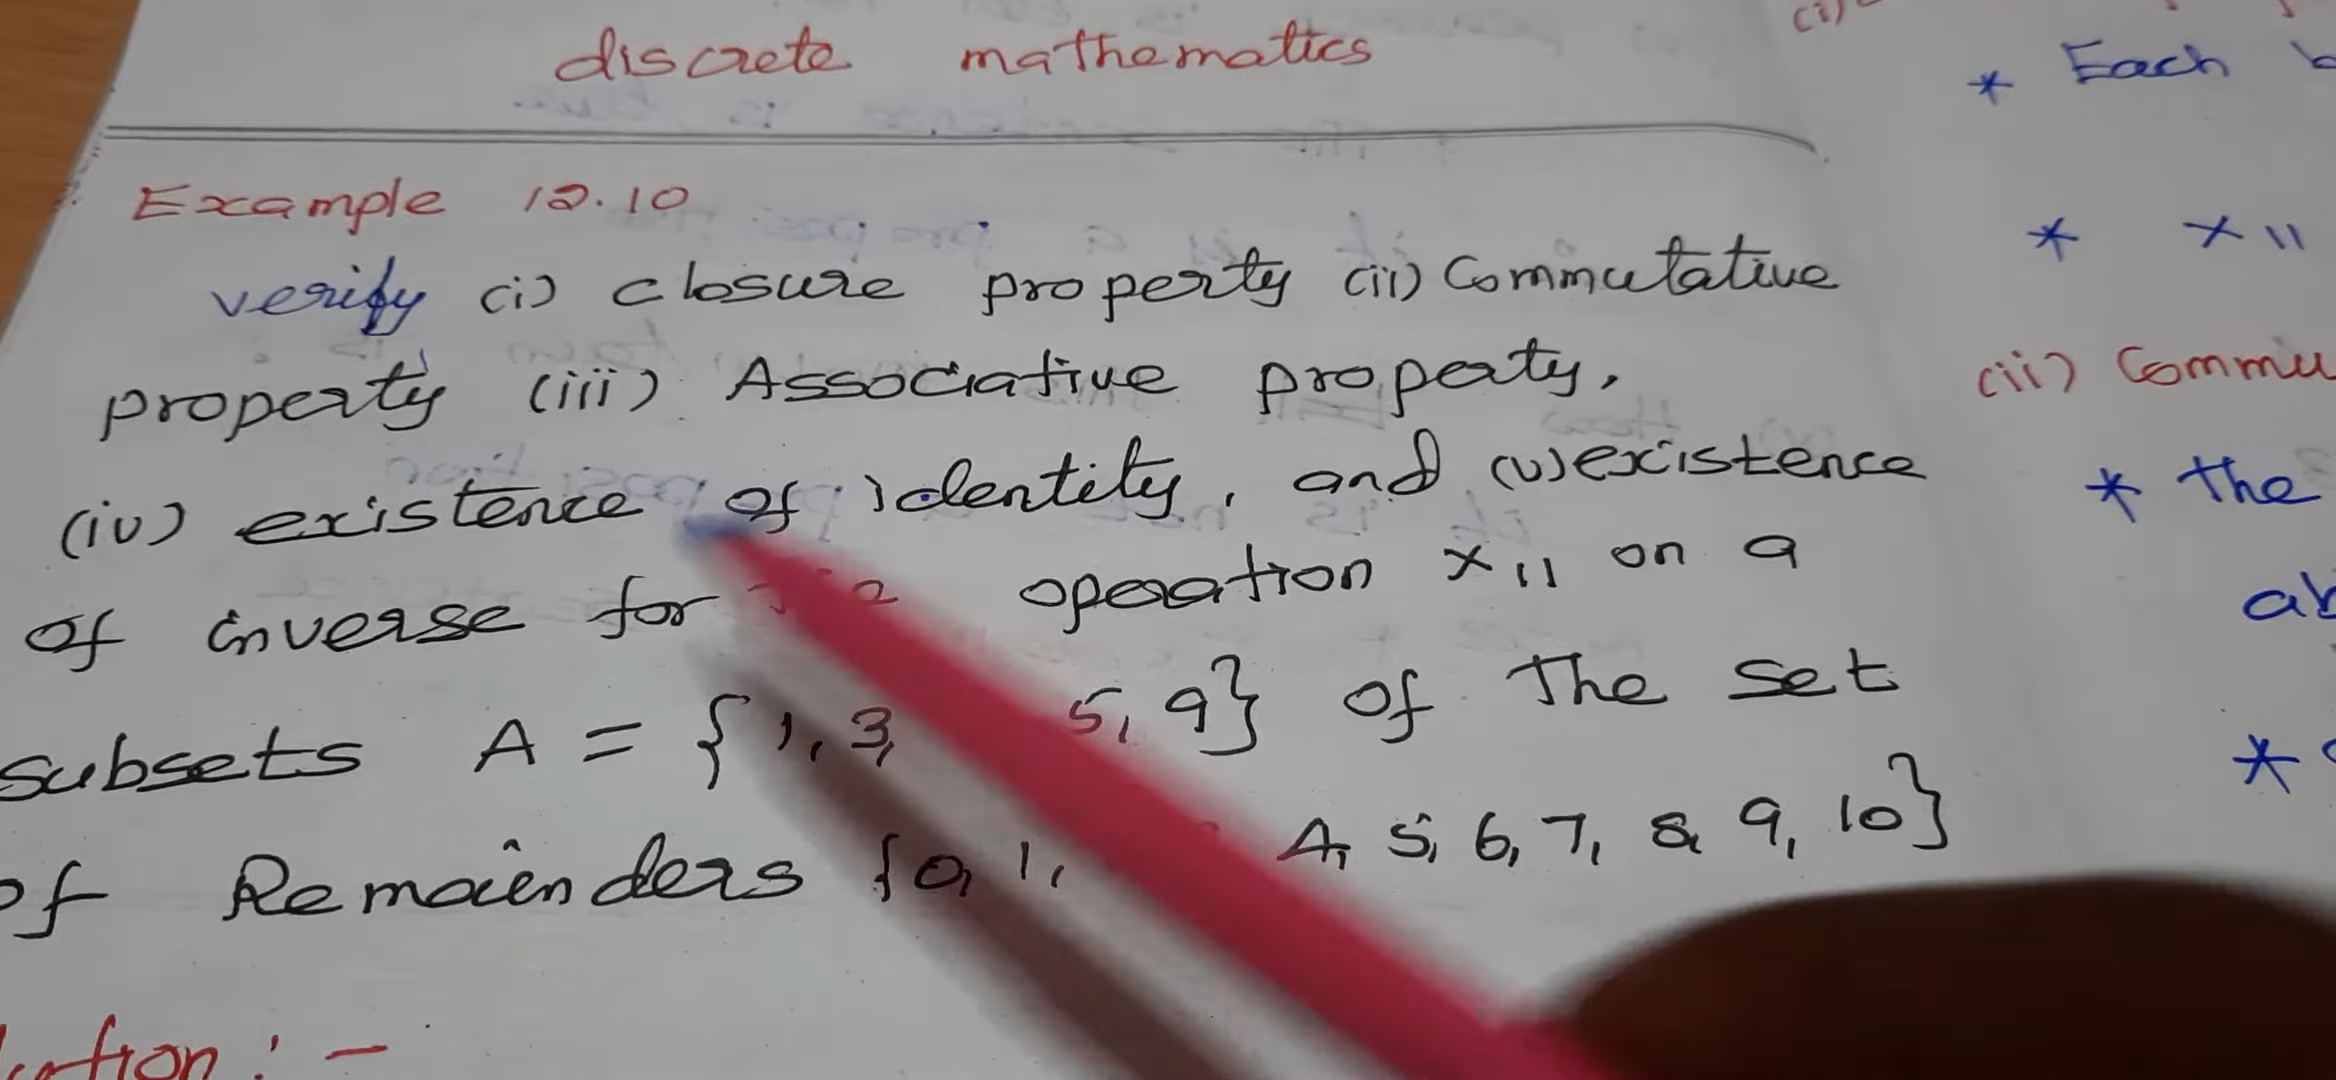 discrete mathematics
Example 12.10
verify (i) closure property (ii) Commutative
property (iii) Associative property,
(iv) existence of identity, and (v) existence
of inverse for operation ×11 on a
subsets A = {1, 3, 5, 9} of The set
of Remainders {0, 1, 4, 5, 6, 7, 8, 9, 10}
(i)
* Each
* ×11
(ii) Commu
* the
ab
*